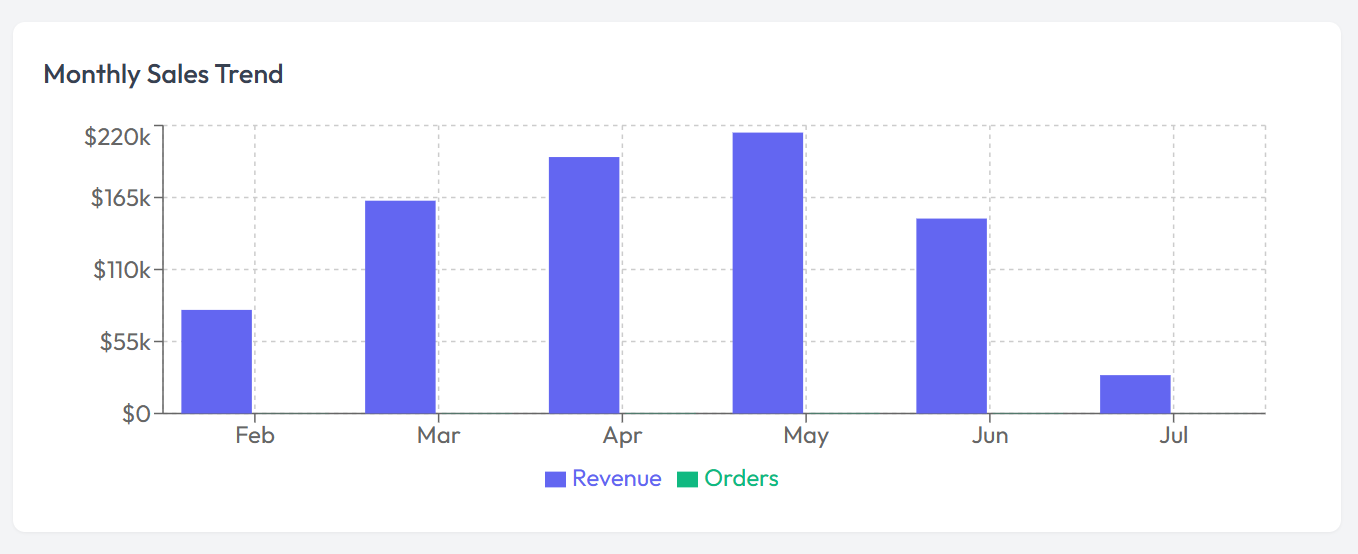 Monthly Sales Trend
$220k
$165k
$110k
$55k
$0
Feb Mar Apr May Jun Jul
Revenue Orders